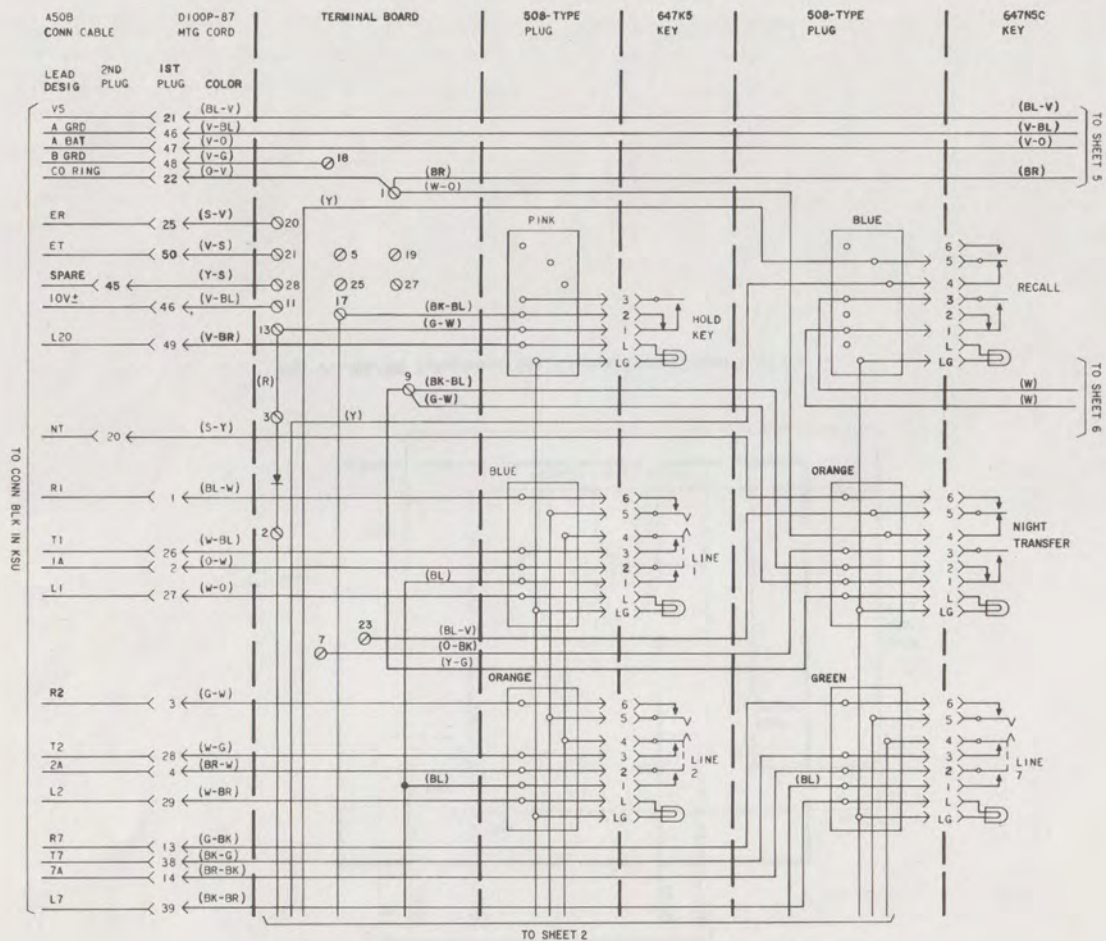 A50B CONN CABLE
D100P-87 MTG CORD
TERMINAL BOARD
508-TYPE PLUG
647K5 KEY
508-TYPE PLUG
647N5C KEY
LEAD DESIG
2ND PLUG
1ST PLUG
COLOR
VS 21 (BL-V) (BL-V)
A GRD 46 (V-BL) (V-BL)
A BAT 47 (V-O) (V-O)
B GRD 48 (V-G) 18
CO RING 22 (O-V) (BR) (BR)
1 (W-O)
TO SHEET 5
(Y)
PINK
BLUE
ER 25 (S-V) 20
ET 50 (V-S) 21 5 19
SPARE 45 (Y-S) 28 25 27
10V± 46 (V-BL) 11 17 (BK-BL)
13 (G-W)
L20 49 (V-BR)
3
2
1
L
LG
HOLD KEY
6
5
4
3
2
1
L
LG
RECALL
(R)
9 (BK-BL)
(G-W)
(W)
(W)
TO SHEET 6
3
(Y)
NT 20 (S-Y)
BLUE
ORANGE
R1 1 (BL-W)
2
T1 26 (W-BL)
1A 2 (O-W)
(BL)
L1 27 (W-O)
6
5
4
3
2
1
L
LG
LINE 1
6
5
4
3
2
1
L
LG
NIGHT TRANSFER
23 (BL-V)
7 (O-BK)
(Y-G)
ORANGE
GREEN
R2 3 (G-W)
T2 28 (W-G)
2A 4 (BR-W)
(BL)
L2 29 (W-BR)
6
5
4
3
2
1
L
LG
LINE 2
(BL)
6
5
4
3
2
1
L
LG
LINE 7
R7 13 (G-BK)
T7 38 (BK-G)
7A 14 (BR-BK)
L7 39 (BK-BR)
TO CONN BLK IN KSU
TO SHEET 2